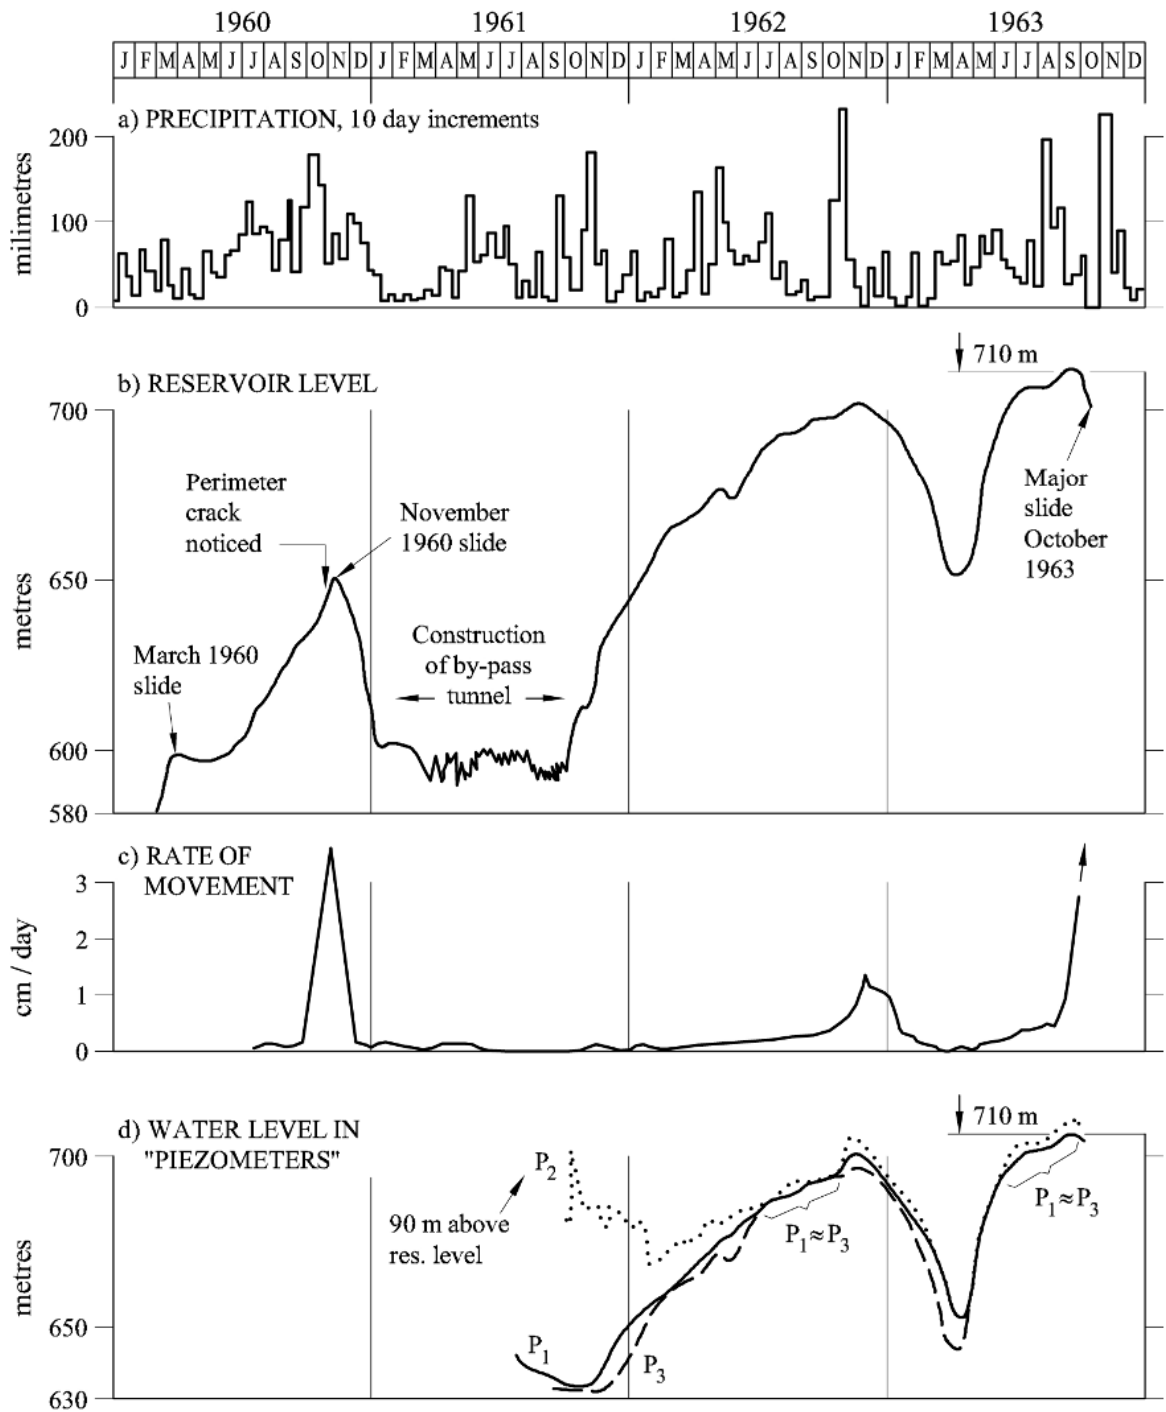 1960 1961 1962 1963
J F M A M J J A S O N D J F M A M J J A S O N D J F M A M J J A S O N D J F M A M J J A S O N D
a) PRECIPITATION, 10 day increments
200
100
0
milimetres
710 m
b) RESERVOIR LEVEL
700
650
600
580
metres
Perimeter
crack
noticed
November
1960 slide
March 1960
slide
Construction
of by-pass
tunnel
Major
slide
October
1963
c) RATE OF
MOVEMENT
3
2
1
0
cm / day
710 m
d) WATER LEVEL IN
"PIEZOMETERS"
700
650
630
metres
P2
90 m above
res. level
P1≈P3
P1≈P3
P1
P3